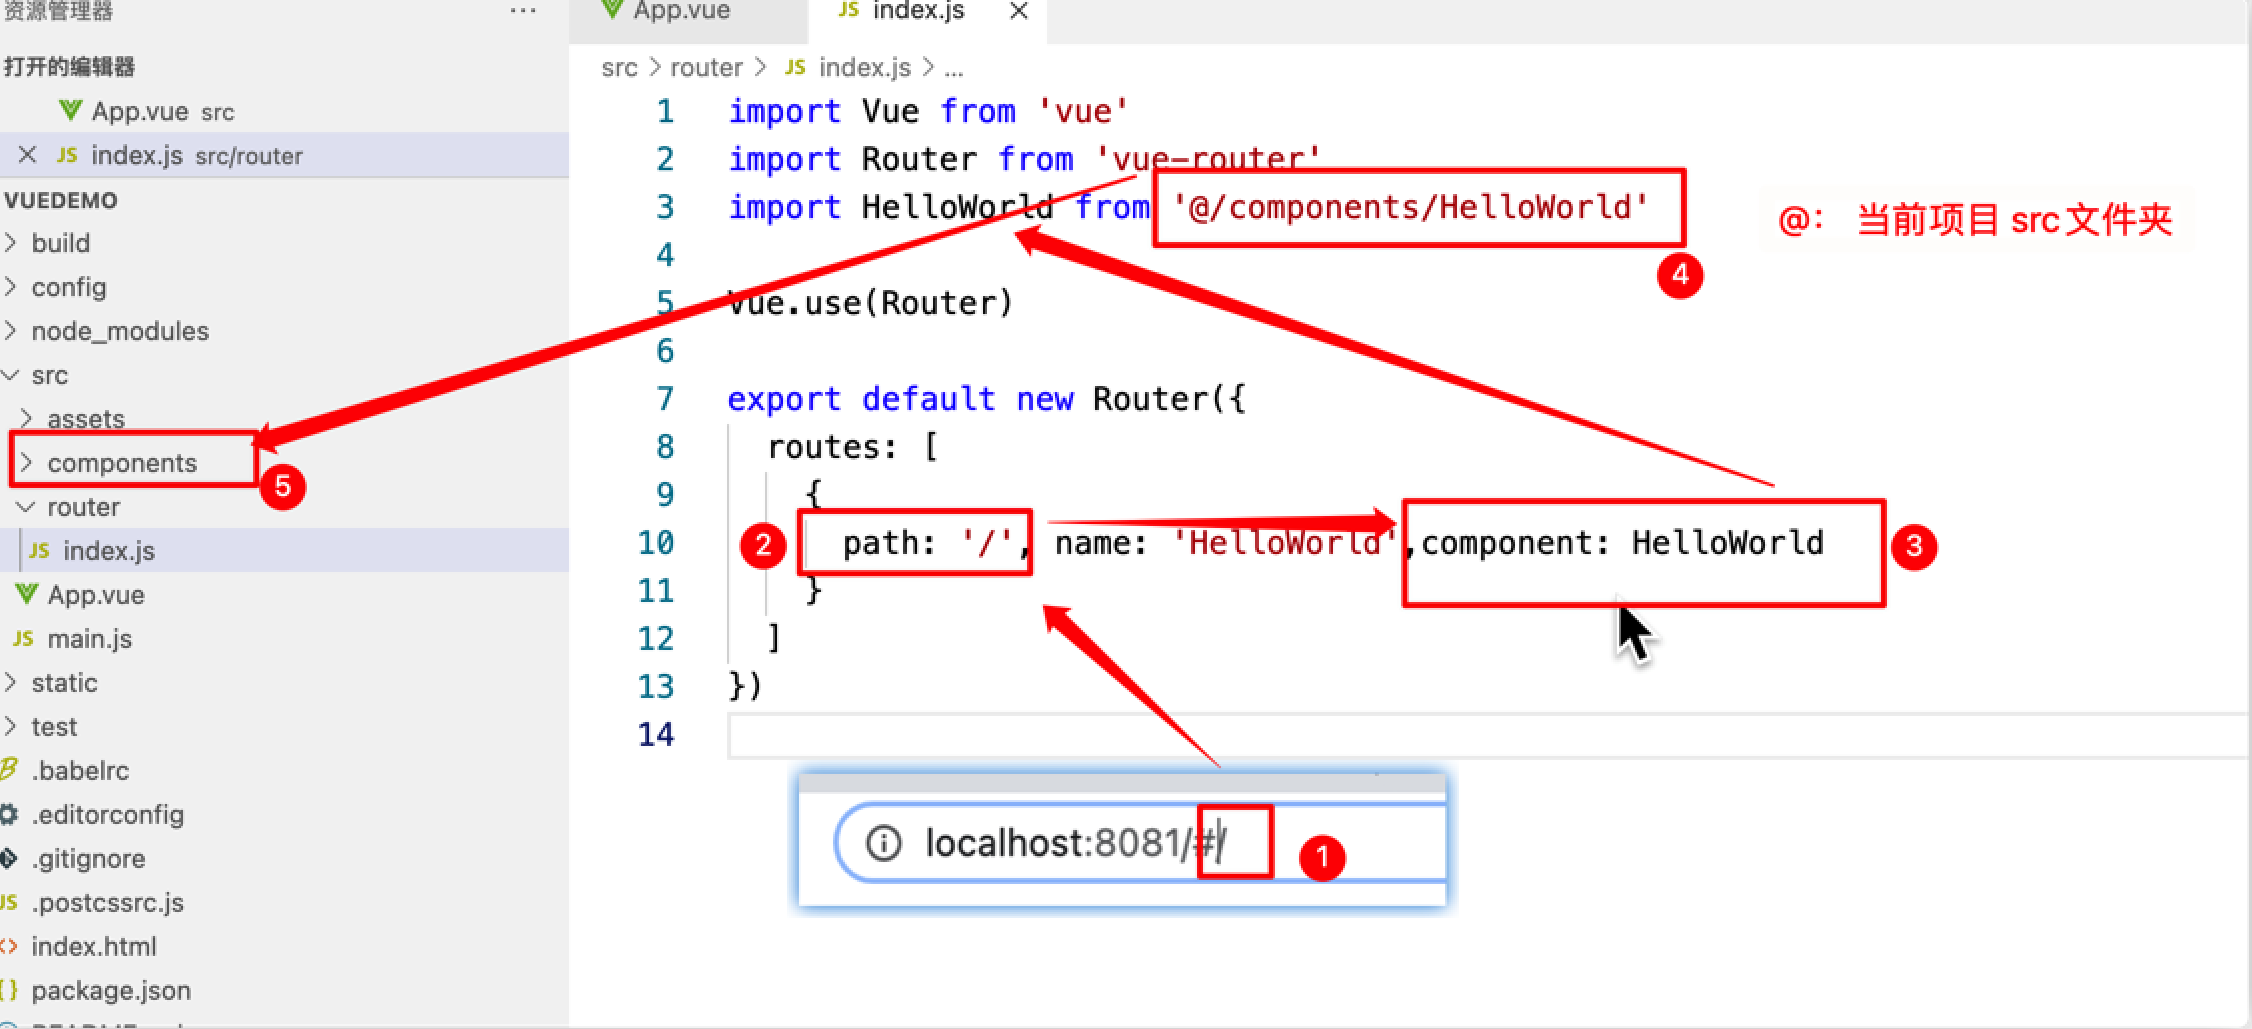 资源管理器
···
打开的编辑器
App.vue src
JS index.js src/router
VUEDEMO
build
config
node_modules
src
assets
components
5
router
JS index.js
App.vue
JS main.js
static
test
.babelrc
.editorconfig
.gitignore
JS .postcssrc.js
index.html
{} package.json
App.vue
JS index.js
src > router > JS index.js > ...
1 import Vue from 'vue'
2 import Router from 'vue-router'
3 import HelloWorld from '@/components/HelloWorld'
@： 当前项目 src 文件夹
4
4
5 Vue.use(Router)
6
7 export default new Router({
8 routes: [
9 {
2
10 path: '/', name: 'HelloWorld',component: HelloWorld
3
11 }
12 ]
13 })
14
localhost:8081/#/
1